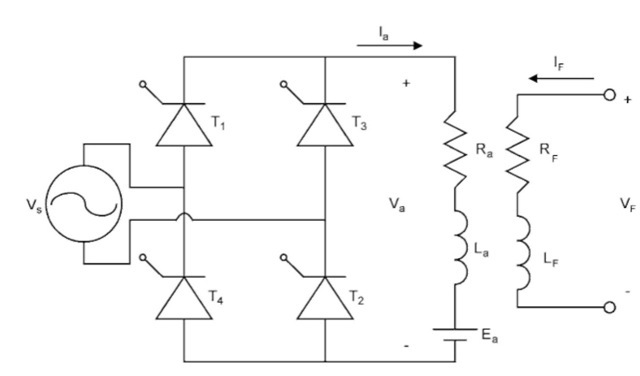 Ia
IF
+
+
T1
T3
Ra
RF
Vs
Va
VF
La
LF
T4
T2
Ea
-
-